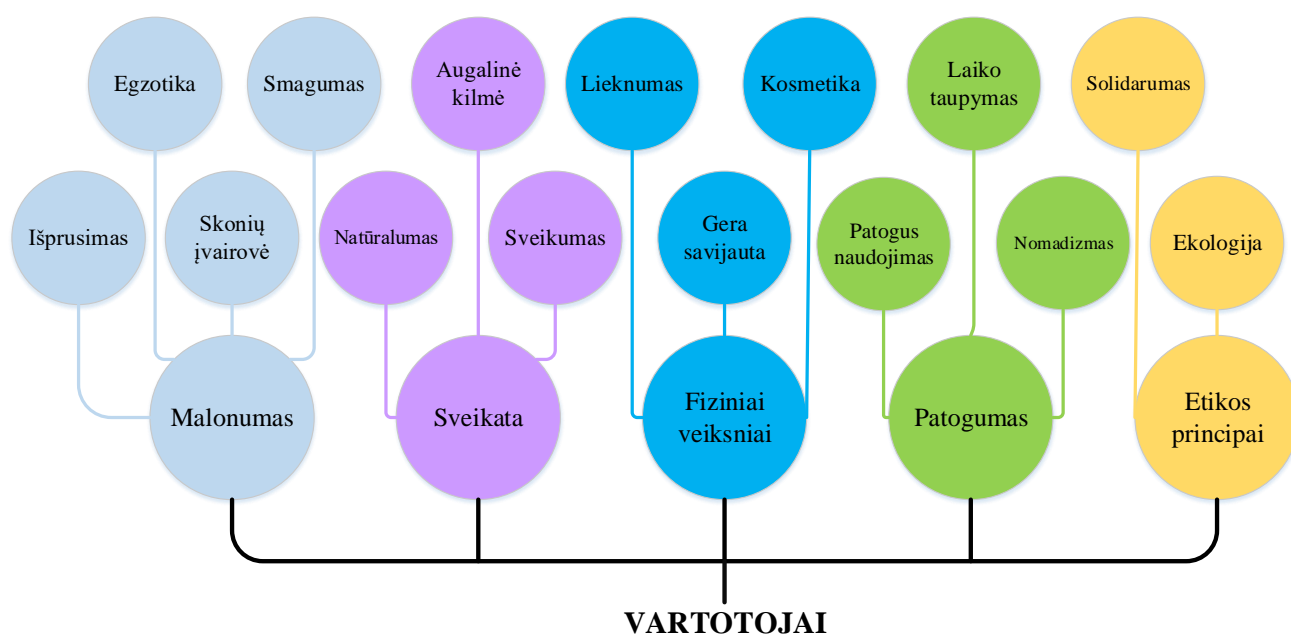 Egzotika
Smagumas
Augalinė
kilmė
Lieknumas
Kosmetika
Laiko
taupymas
Solidarumas
Išprusimas
Skonių
įvairovė
Natūralumas
Sveikumas
Gera
savijauta
Patogus
naudojimas
Nomadizmas
Ekologija
Malonumas
Sveikata
Fiziniai
veiksniai
Patogumas
Etikos
principai
VARTOTOJAI